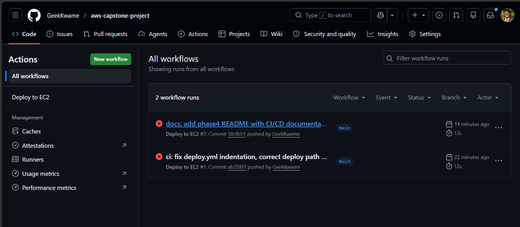 GeekKwame / aws-capstone-project
Type / to search
Code
Issues
Pull requests
Agents
Actions
Projects
Wiki
Security and quality
Insights
Settings
Actions
New workflow
All workflows
Deploy to EC2
Management
Caches
Attestations
Runners
Usage metrics
Performance metrics
All workflows
Showing runs from all workflows
Filter workflow runs
2 workflow runs
Workflow
Event
Status
Branch
Actor
docs: add phase4 README with CI/CD documenta...
main
14 minutes ago
Deploy to EC2 #2: Commit pushed by GeekKwame
13s
ci: fix deploy.yml indentation, correct deploy path ...
main
22 minutes ago
Deploy to EC2 #1: Commit pushed by GeekKwame
12s